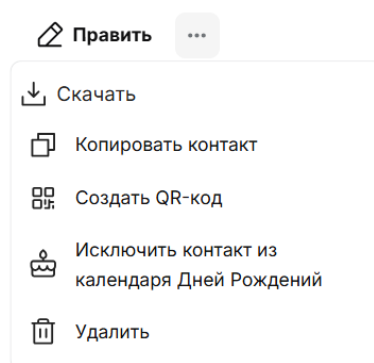 Править
Скачать
Копировать контакт
Создать QR-код
Исключить контакт из
календаря Дней Рождений
Удалить